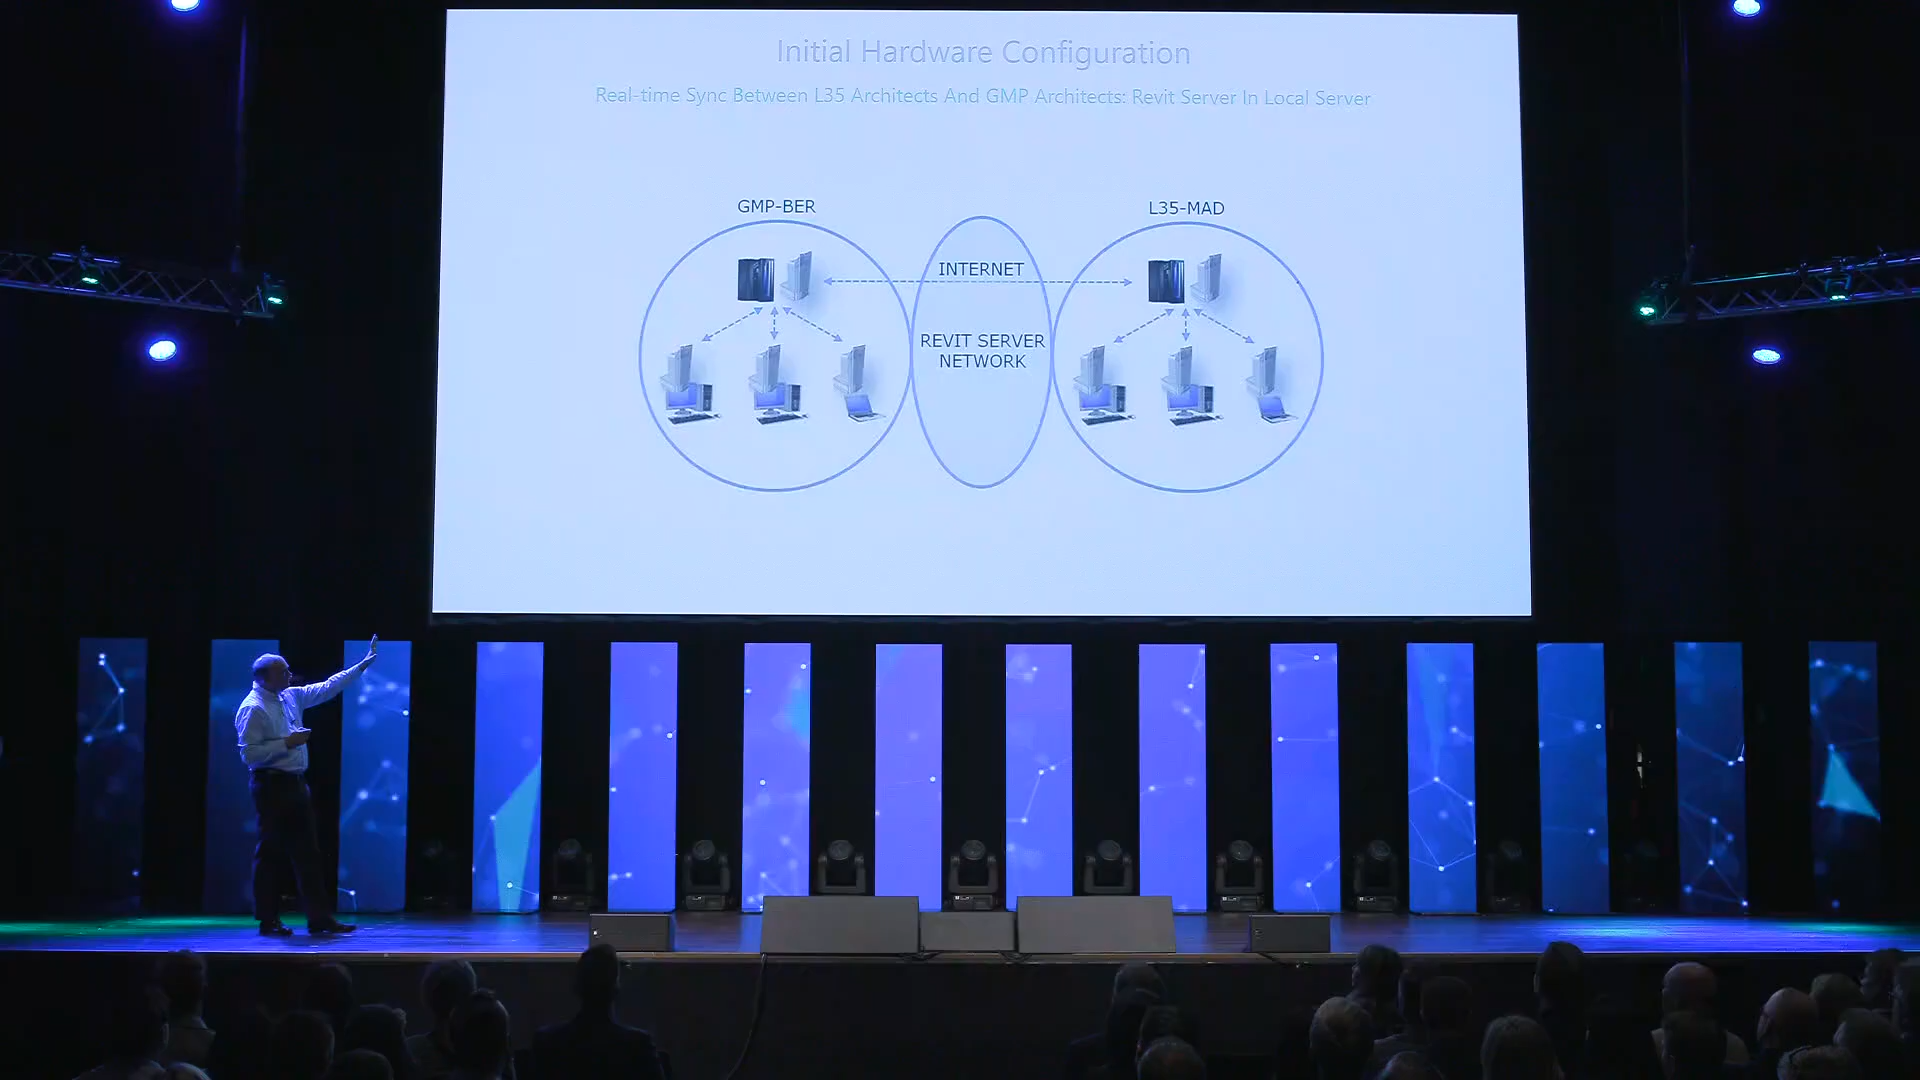 Initial Hardware Configuration
Real-time Sync Between L35 Architects And GMP Architects: Revit Server In Local Server
GMP-BER
L35-MAD
INTERNET
REVIT SERVER
NETWORK